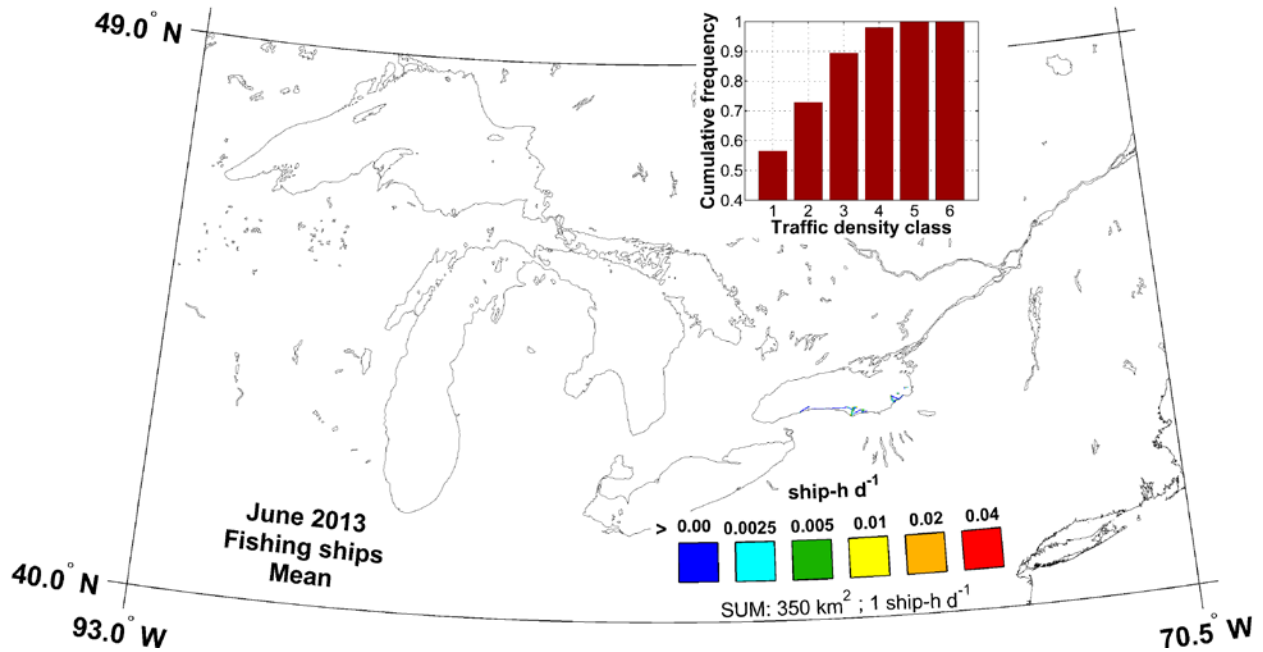 49.0° N
1
0.9
0.8
0.7
0.6
0.5
0.4
Cumulative frequency
1 2 3 4 5 6
Traffic density class
ship-h d⁻¹
> 0.00 0.0025 0.005 0.01 0.02 0.04
SUM: 350 km² ; 1 ship-h d⁻¹
June 2013
Fishing ships
Mean
40.0° N
93.0° W
70.5° W